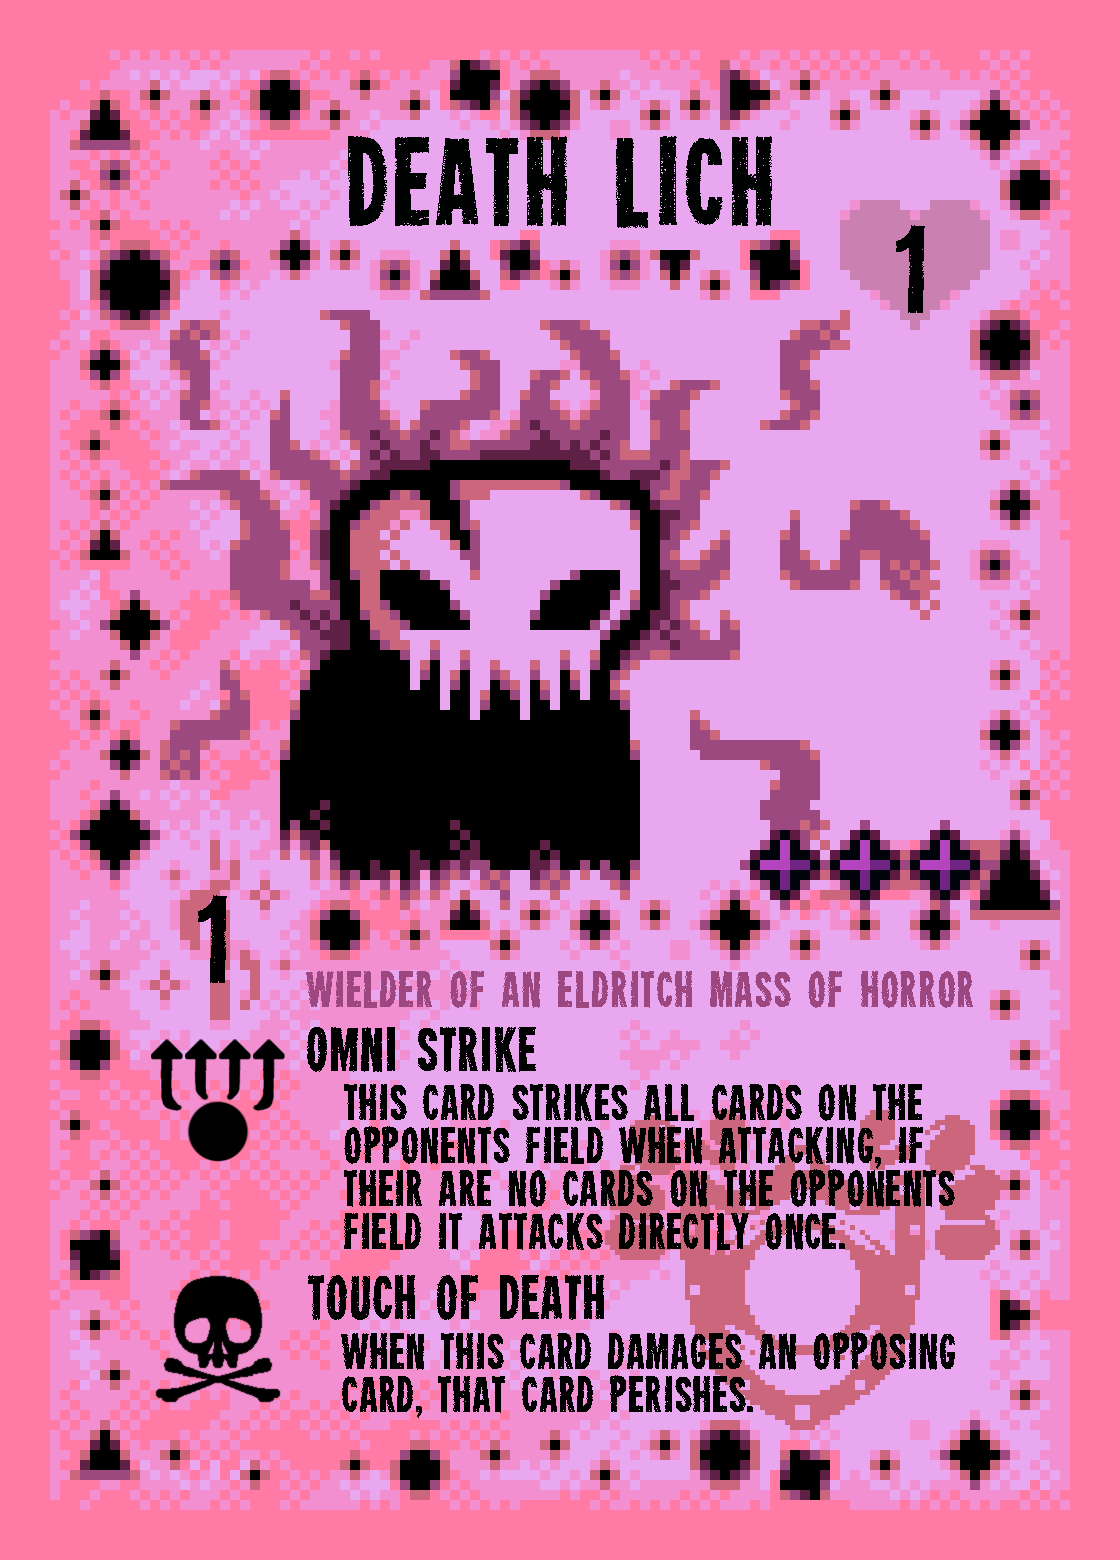 DEATH LICH
1
1
WIELDER OF AN ELDRITCH MASS OF HORROR
OMNI STRIKE
THIS CARD STRIKES ALL CARDS ON THE
OPPONENTS FIELD WHEN ATTACKING, IF
THEIR ARE NO CARDS ON THE OPPONENTS
FIELD IT ATTACKS DIRECTLY ONCE.
TOUCH OF DEATH
WHEN THIS CARD DAMAGES AN OPPOSING
CARD, THAT CARD PERISHES.